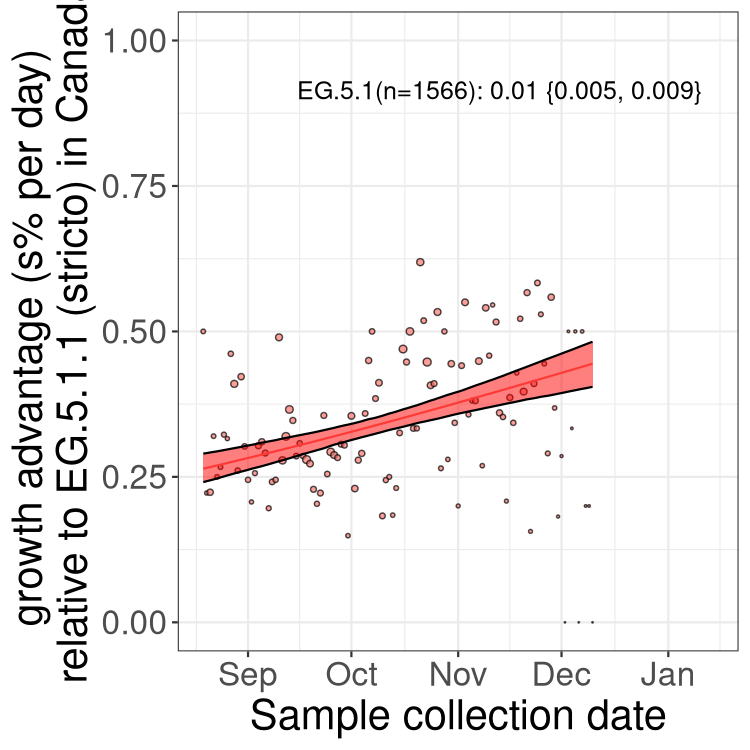 growth advantage (s% per day)
relative to EG.5.1.1 (stricto) in Canada
1.00
0.75
0.50
0.25
0.00
EG.5.1(n=1566): 0.01 {0.005, 0.009}
Sep Oct Nov Dec Jan
Sample collection date